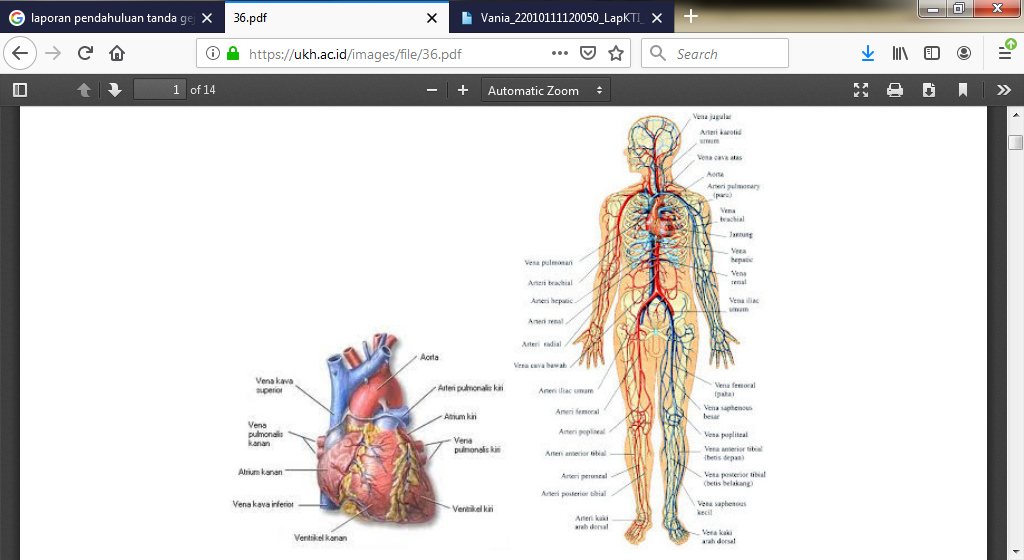 laporan pendahuluan tanda gej
36.pdf
Vania_22010111120050_LapKTI_
https://ukh.ac.id/images/file/36.pdf
Search
1 of 14
Automatic Zoom
Aorta
Vena kava
superior
Arteri pulmonalis kiri
Atrium kiri
Vena
pulmonalis
kanan
Vena
pulmonalis kiri
Atrium kanan
Vena kava inferior
Ventrikel kiri
Ventrikel kanan
Vena pulmonari
Arteri brachial
Arteri hepatic
Arteri renal
Arteri radial
Vena cava bawah
Arteri iliac umum
Arteri femoral
Arteri popliteal
Arteri anterior tibial
Arteri peroneal
Arteri posterior tibial
Arteri kaki
arah dorsal
Vena jugular
Arteri karotid
umum
Vena cava atas
Aorta
Arteri pulmonary
(paru)
Vena
brachial
Jantung
Vena
hepatic
Vena
renal
Vena iliac
umum
Vena femoral
(paha)
Vena saphenous
besar
Vena popliteal
Vena anterior tibial
(betis depan)
Vena posterior tibial
(betis belakang)
Vena saphenous
kecil
Vena kaki
arah dorsal